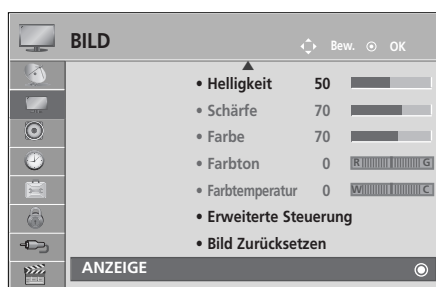 BILD
Bew. OK
• Helligkeit 50
• Schärfe 70
• Farbe 70
• Farbton 0 R G
• Farbtemperatur 0 W C
• Erweiterte Steuerung
• Bild Zurücksetzen
ANZEIGE